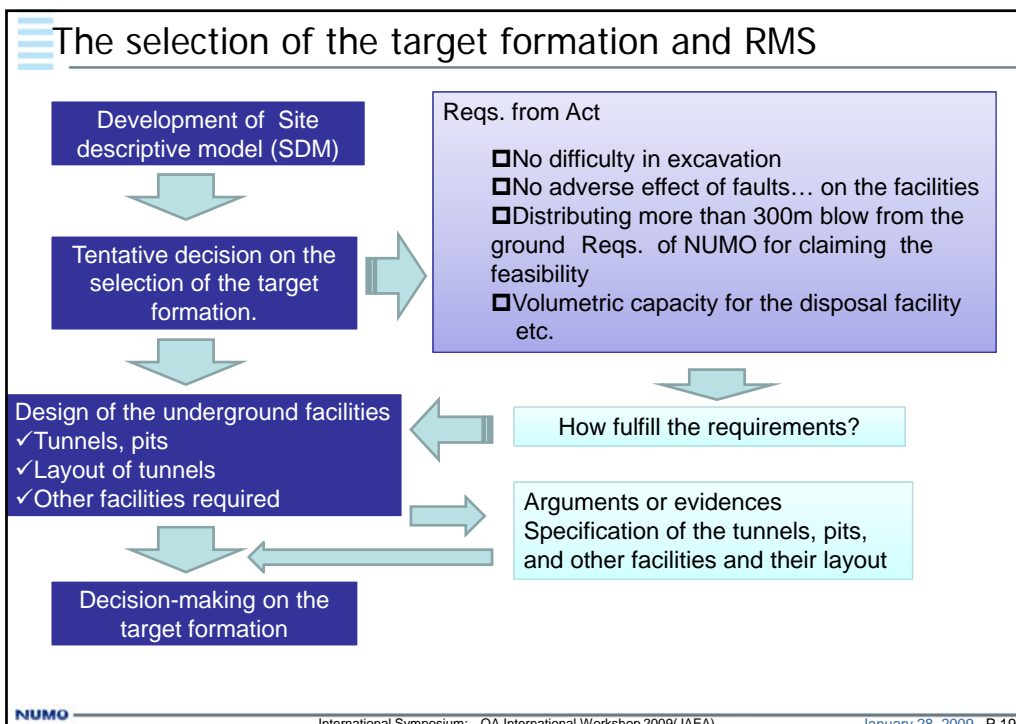 The selection of the target formation and RMS
Development of Site
descriptive model (SDM)
Tentative decision on the
selection of the target
formation.
Reqs. from Act
No difficulty in excavation
No adverse effect of faults… on the facilities
Distributing more than 300m blow from the
ground Reqs. of NUMO for claiming the
feasibility
Volumetric capacity for the disposal facility
etc.
Design of the underground facilities
✓Tunnels, pits
✓Layout of tunnels
✓Other facilities required
How fulfill the requirements?
Arguments or evidences
Specification of the tunnels, pits,
and other facilities and their layout
Decision-making on the
target formation
NUMO
International Symposium: QA International Workshop 2009(JAEA)
January 28, 2009 P.19